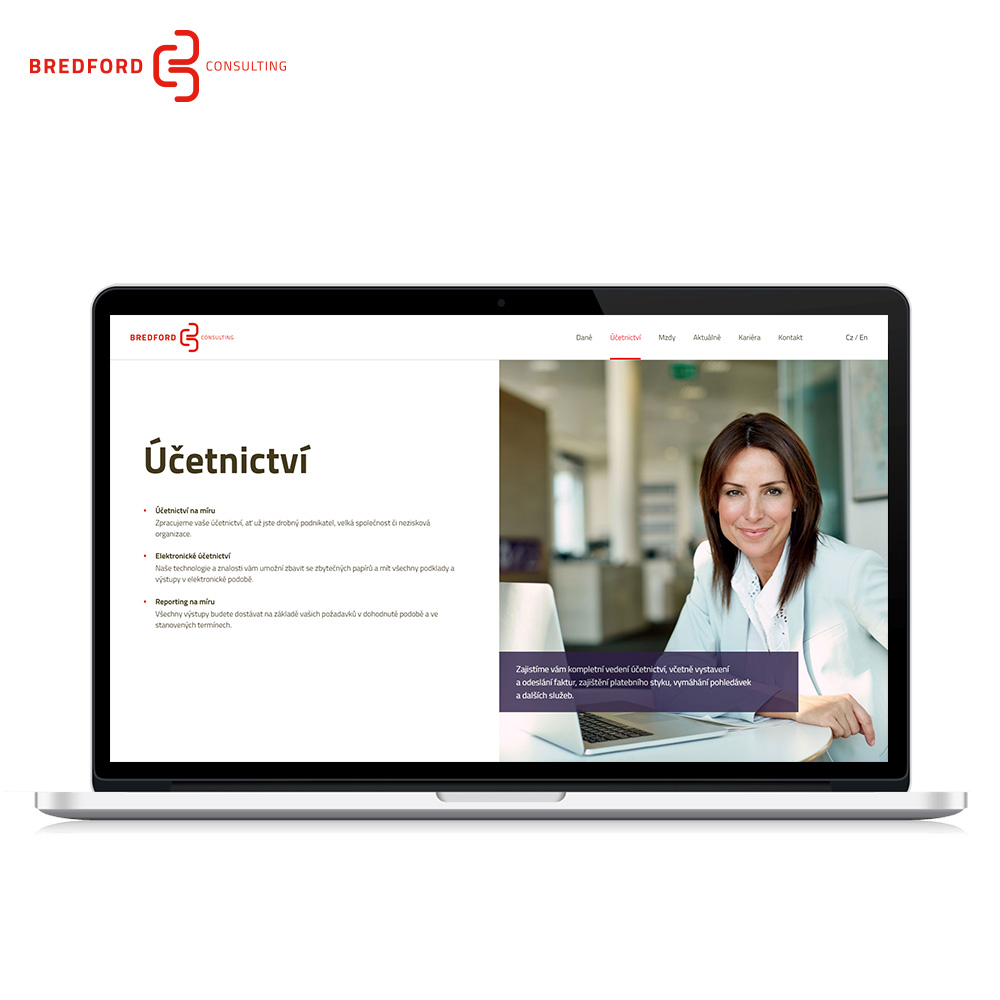 BREDFORD CONSULTING
BREDFORD CONSULTING
Daně Účetnictví Mzdy Aktuálně Kariéra Kontakt Cz / En
Účetnictví
Účetnictví na míru
Zpracujeme vaše účetnictví, ať už jste drobný podnikatel, velká společnost či nezisková
organizace.
Elektronické účetnictví
Naše technologie a znalosti vám umožní zbavit se zbytečných papírů a mít všechny podklady a
výstupy v elektronické podobě.
Reporting na míru
Všechny výstupy budete dostávat na základě vašich požadavků v dohodnuté podobě a ve
stanovených termínech.
Zajistíme vám kompletní vedení účetnictví, včetně vystavení
a odeslání faktur, zajištění platebního styku, vymáhání pohledávek
a dalších služeb.